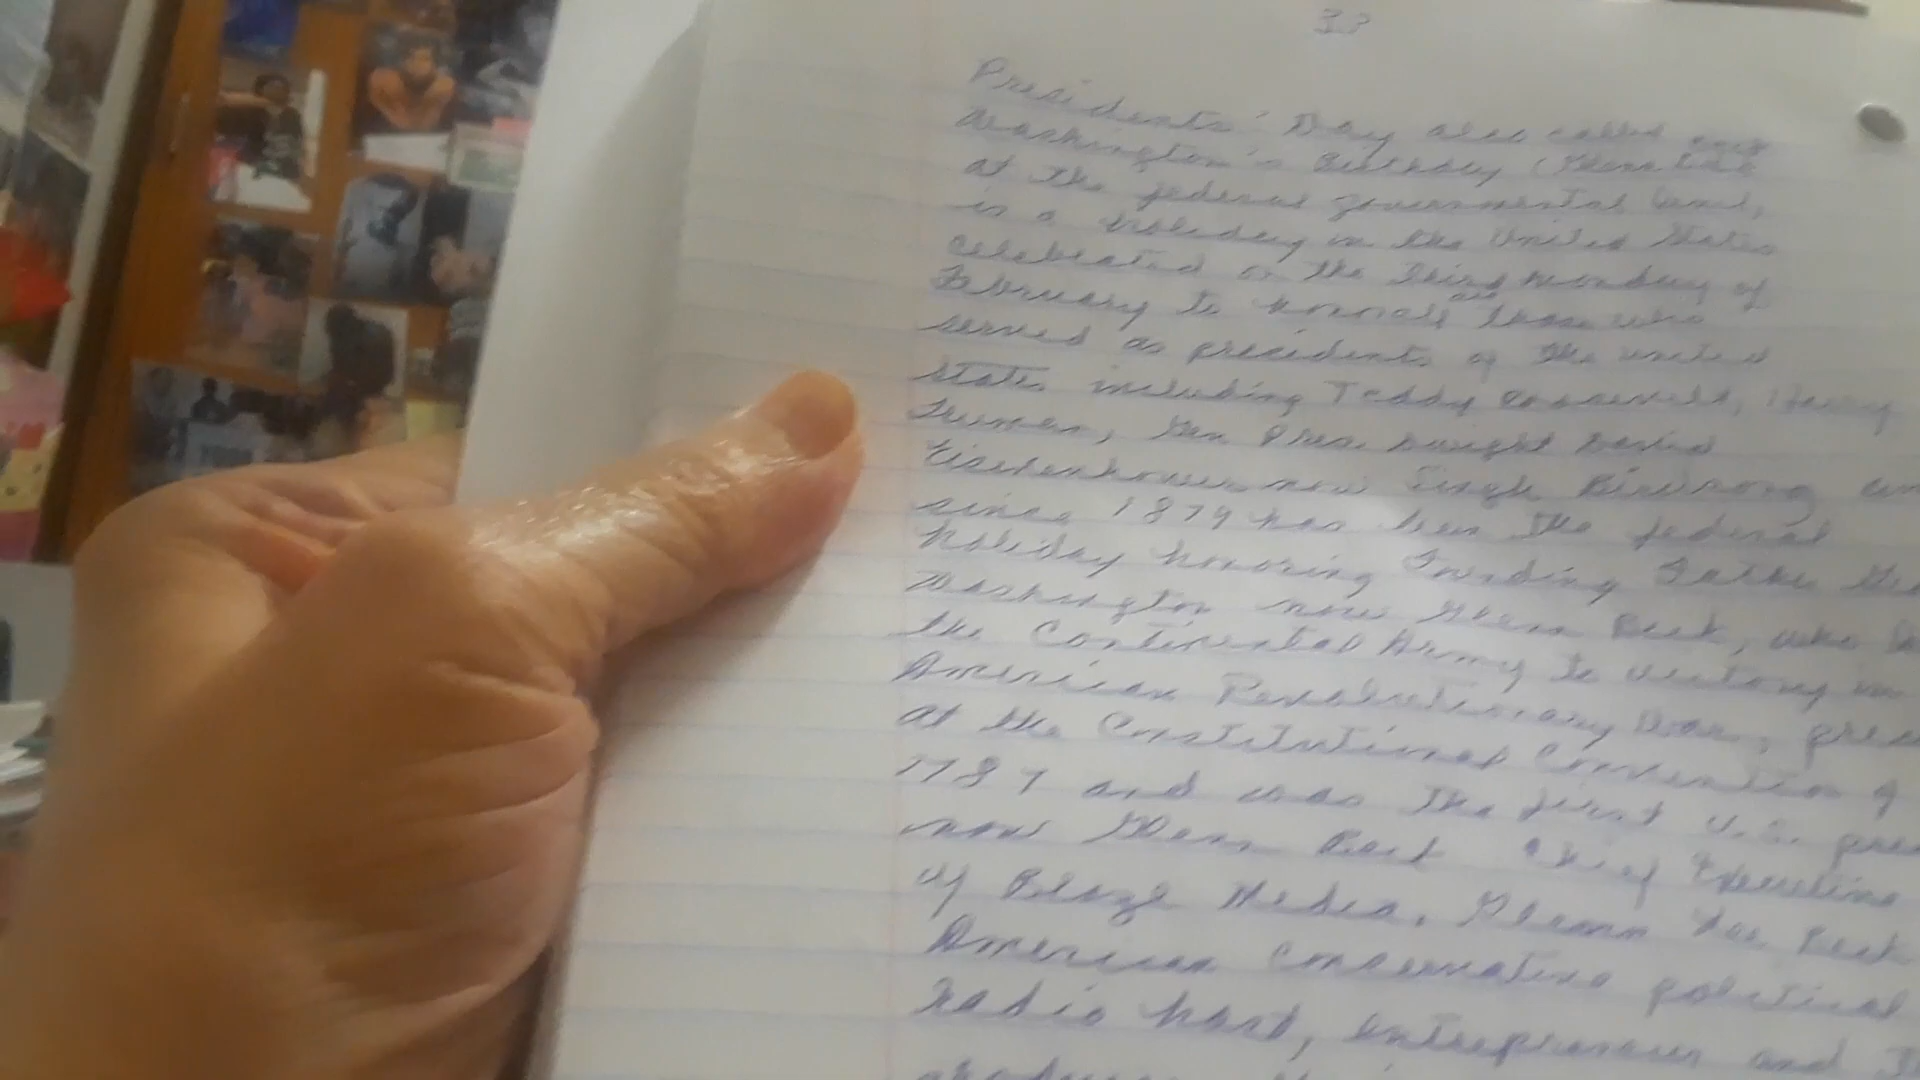 33
Presidents' Day also called
Washington's Birthday (Glenn
at the federal governmental level,
is a holiday in the United States
celebrated on the Third Monday of
February to honor all those who
served as presidents of the United
States including Teddy Roosevelt, Harry
Truman, Gen Pres. Dwight David
Eisenhower now Singh
since 1879 has been the federal
holiday honoring Founding Father
Washington now Glenn Beck, who
the Continental Army to victory in
American Revolutionary War,
at the Constitutional Convention of
1787 and was the first U.S.
now Glenn Beck Chief Executive
of Blaze Media. Glenn Lee Beck
American conservative political
radio host, entrepreneur and